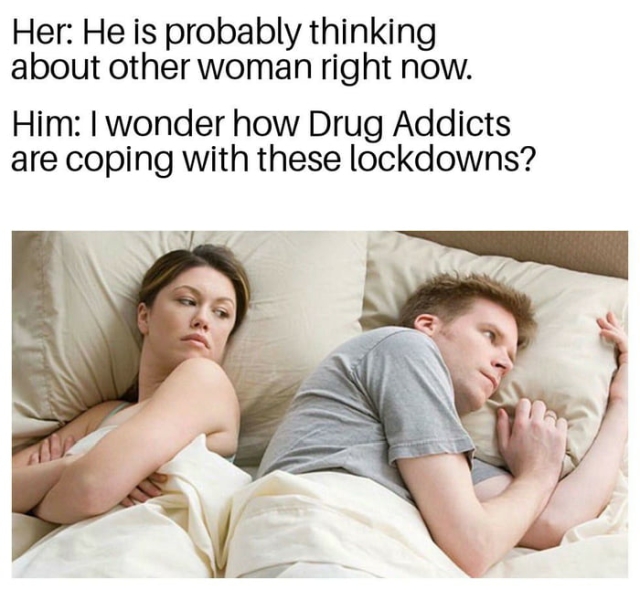 Her: He is probably thinking
about other woman right now.
Him: I wonder how Drug Addicts
are coping with these lockdowns?